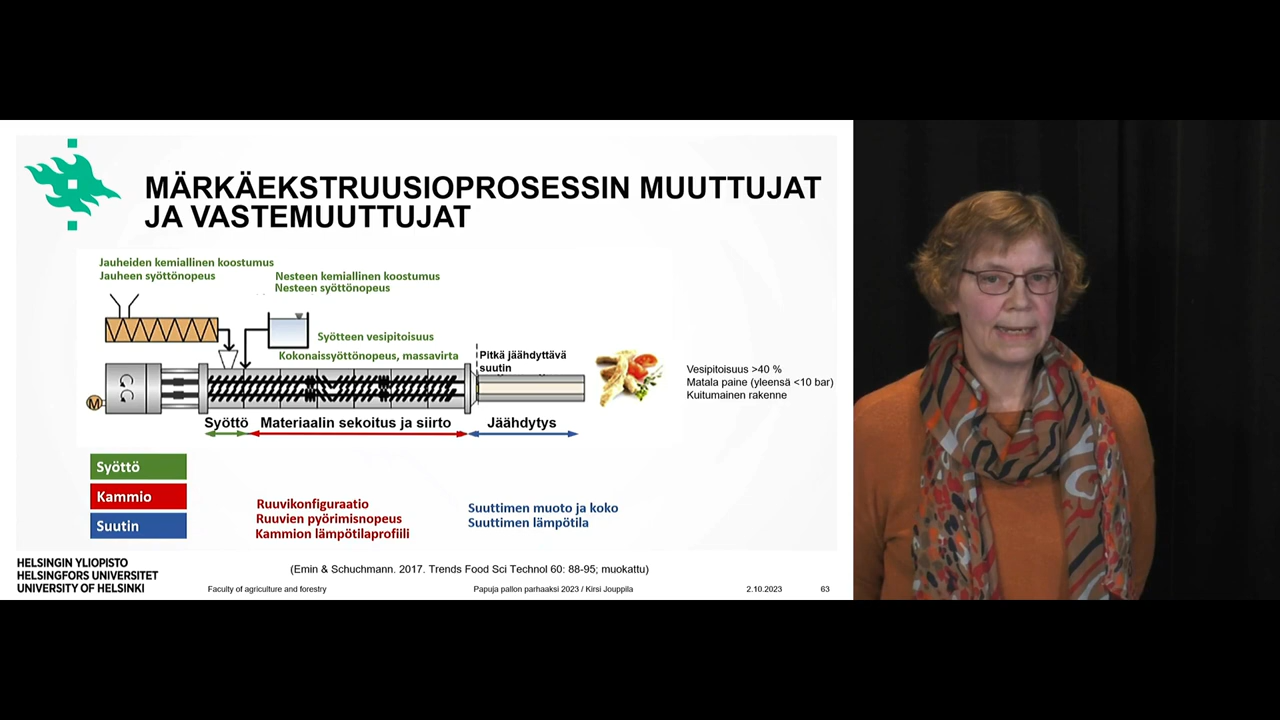 MÄRKÄEKSTRUUSIOPROSESSIN MUUTTUJAT
JA VASTEMUUTTUJAT
Jauheiden kemiallinen koostumus
Jauheen syöttönopeus
Nesteen kemiallinen koostumus
Nesteen syöttönopeus
Syötteen vesipitoisuus
Kokonaissyöttönopeus, massavirta
Pitkä jäähdyttävä
suutin
Vesipitoisuus >40 %
Matala paine (yleensä <10 bar)
Kuitumainen rakenne
M
Syöttö
Materiaalin sekoitus ja siirto
Jäähdytys
Syöttö
Kammio
Suutin
Ruuvikonfiguraatio
Ruuvien pyörimisnopeus
Kammion lämpötilaprofiili
Suuttimen muoto ja koko
Suuttimen lämpötila
HELSINGIN YLIOPISTO
HELSINGFORS UNIVERSITET
UNIVERSITY OF HELSINKI
(Emin & Schuchmann. 2017. Trends Food Sci Technol 60: 88-95; muokattu)
Faculty of agriculture and forestry
Papuja pallon parhaaksi 2023 / Kirsi Jouppila
2.10.2023
63